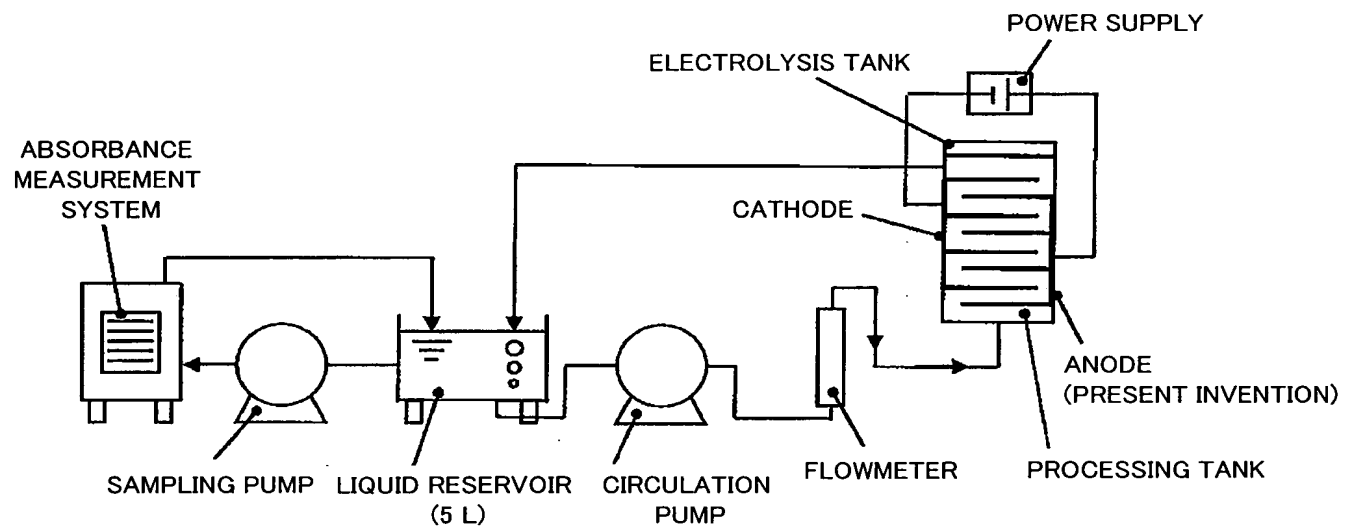 POWER SUPPLY
ELECTROLYSIS TANK
ABSORBANCE
MEASUREMENT
SYSTEM
CATHODE
ANODE
(PRESENT INVENTION)
SAMPLING PUMP
LIQUID RESERVOIR
(5 L)
CIRCULATION
PUMP
FLOWMETER
PROCESSING TANK